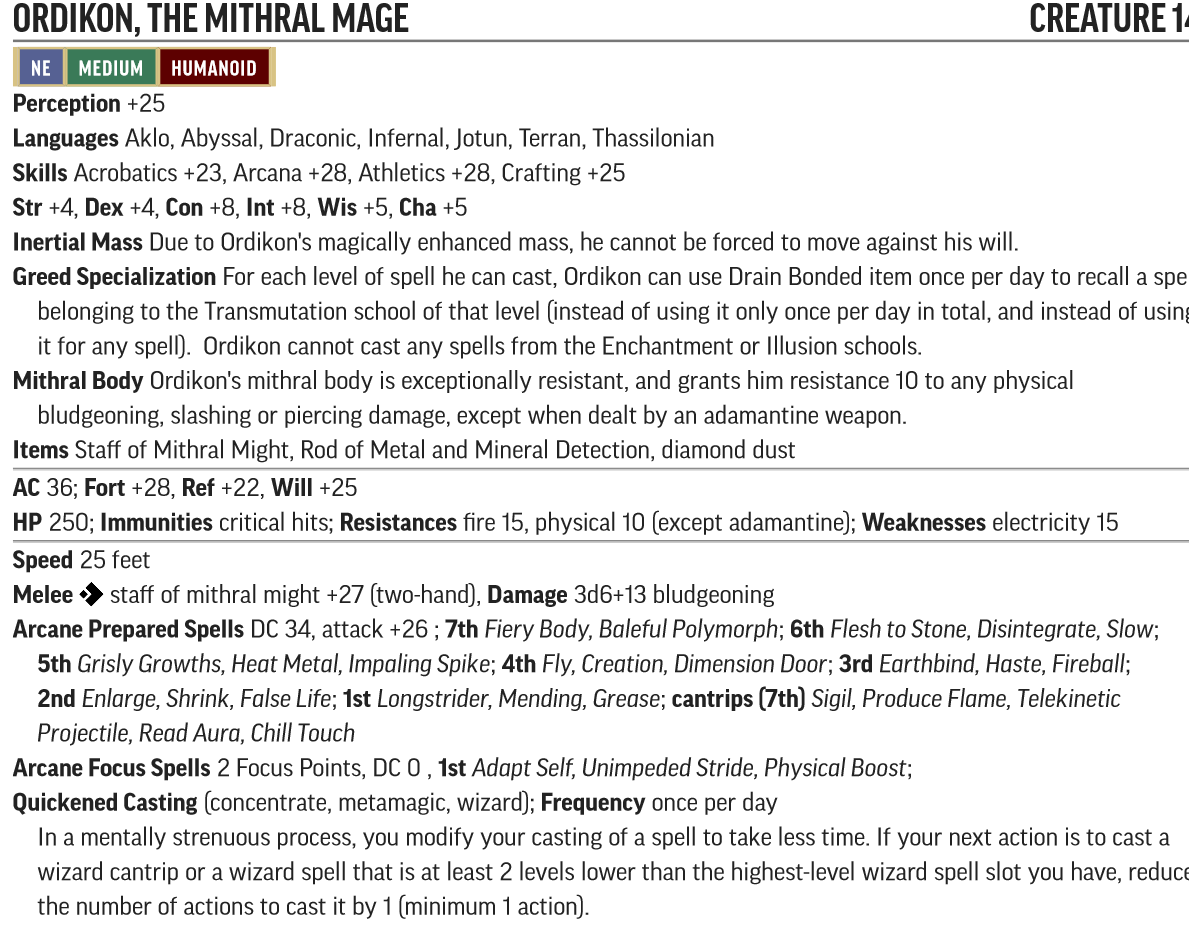 ORDIKON, THE MITHRAL MAGE CREATURE 14
NE MEDIUM HUMANOID
Perception +25
Languages Aklo, Abyssal, Draconic, Infernal, Jotun, Terran, Thassilonian
Skills Acrobatics +23, Arcana +28, Athletics +28, Crafting +25
Str +4, Dex +4, Con +8, Int +8, Wis +5, Cha +5
Inertial Mass Due to Ordikon's magically enhanced mass, he cannot be forced to move against his will.
Greed Specialization For each level of spell he can cast, Ordikon can use Drain Bonded item once per day to recall a spe
belonging to the Transmutation school of that level (instead of using it only once per day in total, and instead of using
it for any spell). Ordikon cannot cast any spells from the Enchantment or Illusion schools.
Mithral Body Ordikon's mithral body is exceptionally resistant, and grants him resistance 10 to any physical
bludgeoning, slashing or piercing damage, except when dealt by an adamantine weapon.
Items Staff of Mithral Might, Rod of Metal and Mineral Detection, diamond dust
AC 36; Fort +28, Ref +22, Will +25
HP 250; Immunities critical hits; Resistances fire 15, physical 10 (except adamantine); Weaknesses electricity 15
Speed 25 feet
Melee staff of mithral might +27 (two-hand), Damage 3d6+13 bludgeoning
Arcane Prepared Spells DC 34, attack +26 ; 7th Fiery Body, Baleful Polymorph; 6th Flesh to Stone, Disintegrate, Slow;
5th Grisly Growths, Heat Metal, Impaling Spike; 4th Fly, Creation, Dimension Door; 3rd Earthbind, Haste, Fireball;
2nd Enlarge, Shrink, False Life; 1st Longstrider, Mending, Grease; cantrips (7th) Sigil, Produce Flame, Telekinetic
Projectile, Read Aura, Chill Touch
Arcane Focus Spells 2 Focus Points, DC 0 , 1st Adapt Self, Unimpeded Stride, Physical Boost;
Quickened Casting (concentrate, metamagic, wizard); Frequency once per day
In a mentally strenuous process, you modify your casting of a spell to take less time. If your next action is to cast a
wizard cantrip or a wizard spell that is at least 2 levels lower than the highest-level wizard spell slot you have, reduce
the number of actions to cast it by 1 (minimum 1 action).